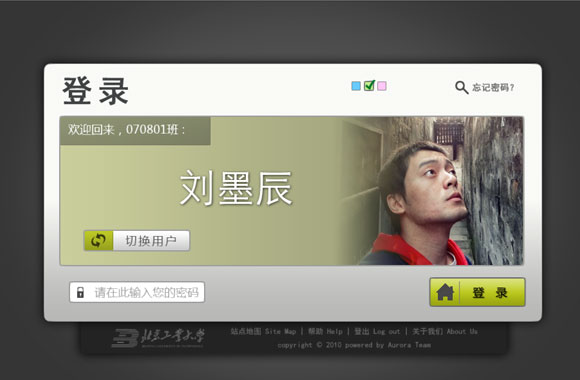 登录
忘记密码?
欢迎回来，070801班：
刘墨辰
切换用户
请在此输入您的密码
登 录
北京工业大学
站点地图 Site Map | 帮助 Help | 登出 Log out | 关于我们 About Us
copyright © 2010 powered by Aurora Team